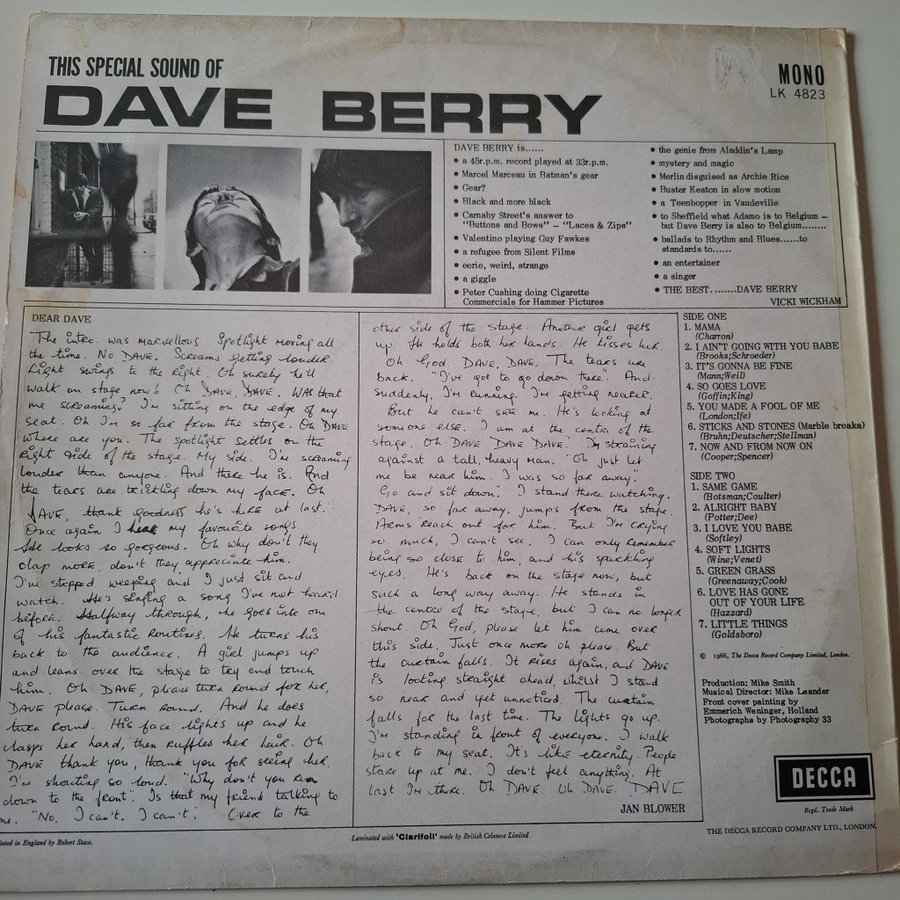 THIS SPECIAL SOUND OF
DAVE BERRY
MONO
LK 4823
DAVE BERRY is......
• a 45r.p.m. record played at 33r.p.m.
• Marcel Marceau in Batman's gear
• Gear?
• Black and more black
• Carnaby Street's answer to
"Buttons and Bows" – "Laces & Zips"
• Valentino playing Guy Fawkes
• a refugee from Silent Films
• eerie, weird, strange
• a giggle
• Peter Cushing doing Cigarette
Commercials for Hammer Pictures
• the genie from Aladdin's Lamp
• mystery and magic
• Merlin disguised as Archie Rice
• Buster Keaton in slow motion
• a Teenbopper in Vaudeville
• to Sheffield what Adamo is to Belgium –
but Dave Berry is also to Belgium........
• ballads to Rhythm and Blues......to
standards to......
• an entertainer
• a singer
• THE BEST........DAVE BERRY
VICKI WICKHAM
DEAR DAVE
The intro. was marvellous Spotlight moving all
the time. No DAVE. Screams getting louder.
Light swings to the right. Oh surely he'll
walk on stage now! Oh DAVE, DAVE. Was that
me screaming? I'm sitting on the edge of my
seat. Oh I'm so far from the stage. Oh DAVE
where are you. The spotlight settles on the
right side of the stage. My side. I'm screaming
louder than anyone. And there he is. And
the tears are trickling down my face. Oh
DAVE, thank goodness he's here at last.
Once again I hear my favourite songs.
He looks so gorgeous. Oh why don't they
clap more, don't they appreciate him.
I've stopped weeping and I just sit and
watch. He's singing a song I've not heard
before. Halfway through, he goes into one
of his fantastic routines. He turns his
back to the audience. A girl jumps up
and leans over the stage to try and touch
him. Oh DAVE, please turn round for her,
DAVE please. Turn round. And he does
turn round. His face lights up and he
clasps her hand, then ruffles her hair. Oh
DAVE thank you, thank you for seeing her.
I'm shouting so loud. "Why don't you run
down to the front". Is that my friend talking to
me. "No. I can't. I can't." Over to the
other side of the stage. Another girl gets
up. He holds both her hands. He kisses her.
Oh God, DAVE, DAVE. The tears are
back. "I've got to go down there". And
suddenly, I'm running. I'm getting nearer.
But he can't see me. He's looking at
someone else. I am at the centre of the
stage. Oh DAVE DAVE DAVE". I'm straining
against a tall, heavy man. "Oh just let
me be near him. I was so far away.
Go and sit down". I stand there watching.
DAVE, so far away, jumps from the stage.
Arms reach out for him. But I'm crying
so much, I can't see. I can only remember
being so close to him, and his sparkling
eyes. He's back on the stage now, but
such a long way away. He stands in
the centre of the stage, but I can no longer
shout. Oh God, please let him come over
this side. Just once more oh please. But
the curtain falls. It rises again, and DAVE
is looking straight ahead, whilst I stand
so near and yet unnoticed. The curtain
falls for the last time. The lights go up.
I'm standing in front of everyone. I walk
back to my seat. It's like eternity. People
stare up at me. I don't feel anything. At
last I'm there. Oh DAVE Oh DAVE. DAVE
JAN BLOWER
SIDE ONE
1. MAMA
(Charron)
2. I AIN'T GOING WITH YOU BABE
(Brooks;Schroeder)
3. IT'S GONNA BE FINE
(Mann;Weil)
4. SO GOES LOVE
(Goffin;King)
5. YOU MADE A FOOL OF ME
(London;Ife)
6. STICKS AND STONES (Marble breaks)
(Bruhn;Deutscher;Stellman)
7. NOW AND FROM NOW ON
(Cooper;Spencer)
SIDE TWO
1. SAME GAME
(Botsman;Coulter)
2. ALRIGHT BABY
(Potter;Dee)
3. I LOVE YOU BABE
(Softley)
4. SOFT LIGHTS
(Wine;Venet)
5. GREEN GRASS
(Greenaway;Cook)
6. LOVE HAS GONE
OUT OF YOUR LIFE
(Hazzard)
7. LITTLE THINGS
(Goldsboro)
© 1966, The Decca Record Company Limited, London.
Production: Mike Smith
Musical Director: Mike Leander
Front cover painting by
Emmerich Weninger, Holland
Photographs by Photography 33
DECCA
Regd. Trade Mark
THE DECCA RECORD COMPANY LTD., LONDON.
Laminated with 'Clarifoil' made by British Celanese Limited
inted in England by Robert Stace.